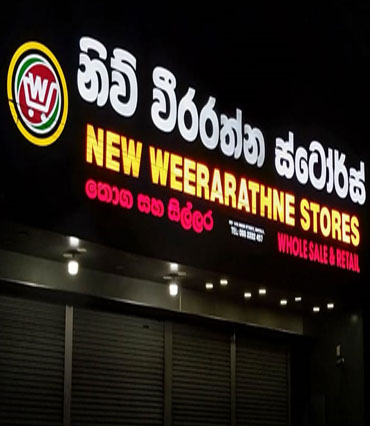 නිව් වීරරත්න ස්ටෝර්ස්
NEW WEERARATHNE STORES
තොග සහ සිල්ලර
WHOLE SALE & RETAIL
W